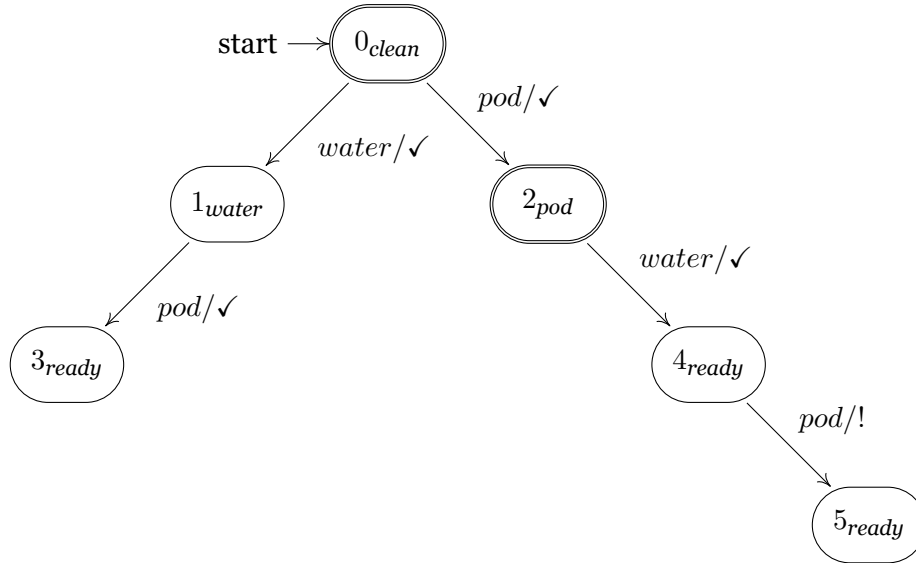 start 0clean
pod/✓
water/✓
1water 2pod
water/✓
pod/✓
3ready 4ready
pod/!
5ready